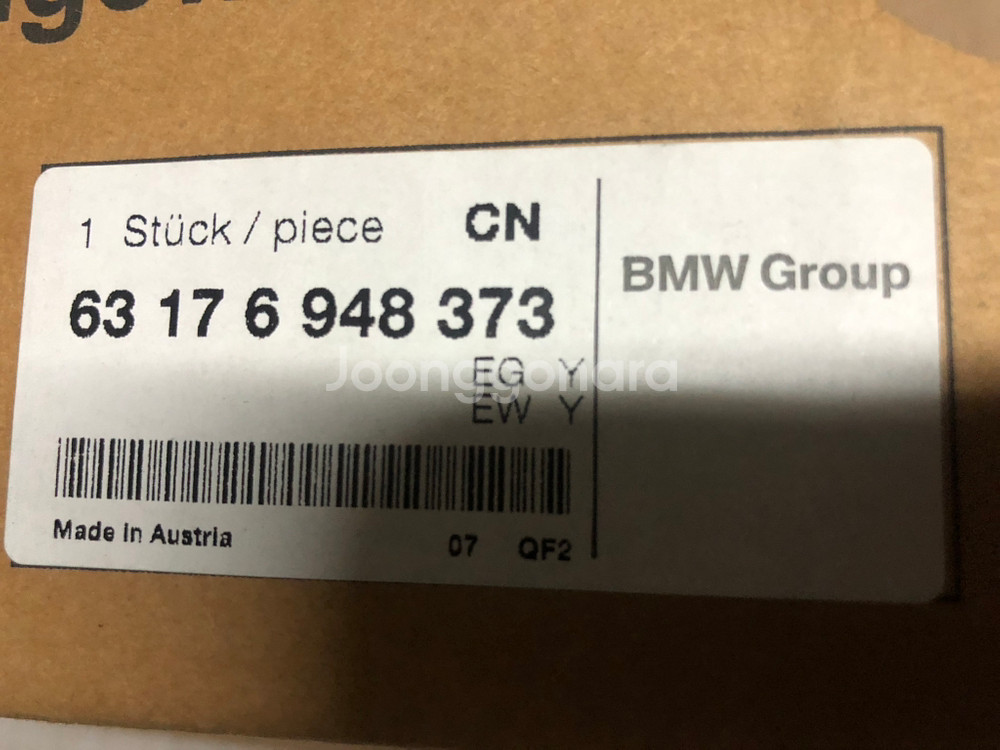 1 Stück / piece CN
63 17 6 948 373
EG Y
EW Y
Made in Austria
07 QF2
BMW Group
Joonggonara